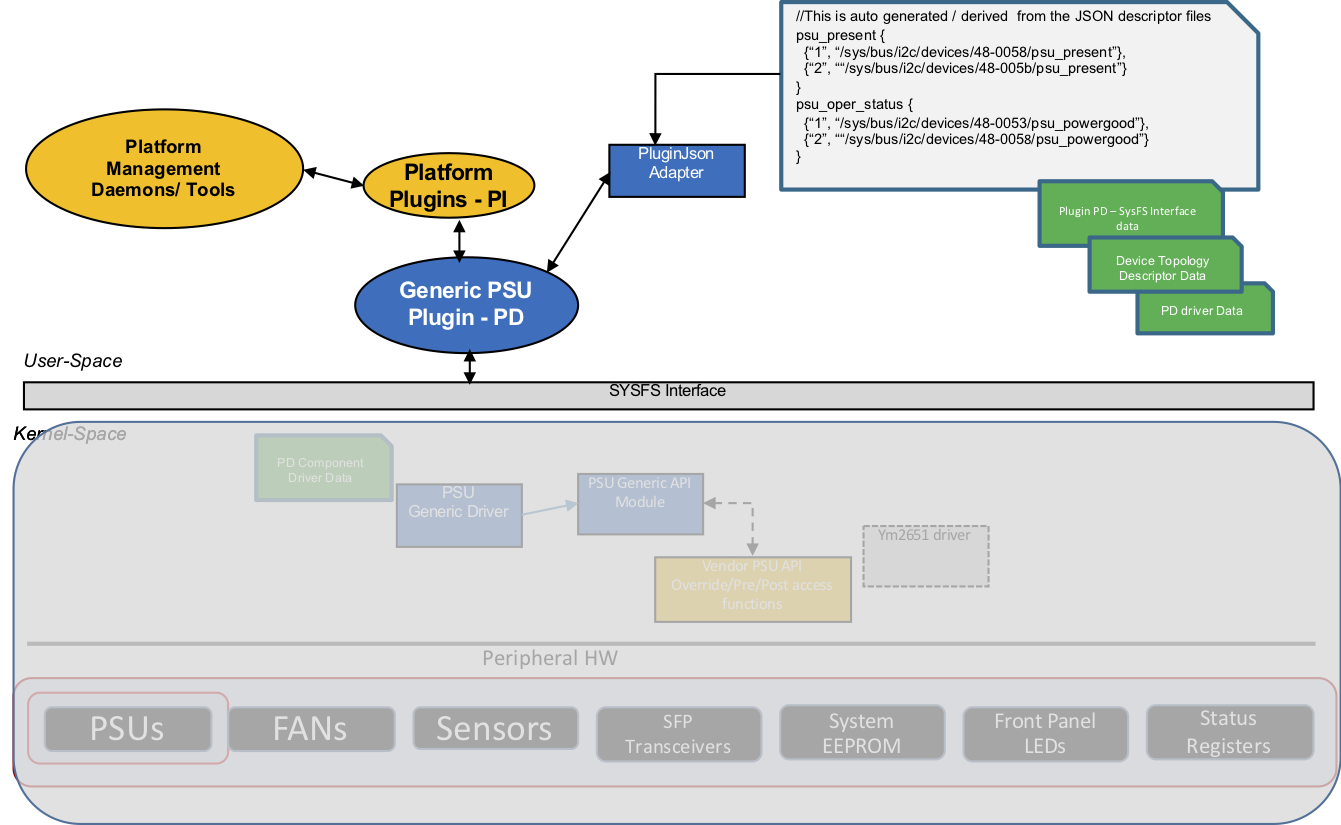 //This is auto generated / derived  from the JSON descriptor files
psu_present {
{“1”, “/sys/bus/i2c/devices/48-0058/psu_present”},
{“2”, ““/sys/bus/i2c/devices/48-005b/psu_present”}
}
psu_oper_status {
{“1”, “/sys/bus/i2c/devices/48-0053/psu_powergood”},
{“2”, ““/sys/bus/i2c/devices/48-0058/psu_powergood”}
}
Platform
Management
Daemons/ Tools
Platform
Plugins - PI
PluginJson
Adapter
Plugin PD – SysFS Interface
data
Device Topology
Descriptor Data
PD driver Data
Generic PSU
Plugin - PD
User-Space
SYSFS Interface
Kernel-Space
PD Component
Driver Data
PSU
Generic Driver
PSU Generic API
Module
Ym2651 driver
Vendor PSU API
Override/Pre/Post access
functions
Peripheral HW
PSUs
FANs
Sensors
SFP
Transceivers
System
EEPROM
Front Panel
LEDs
Status
Registers